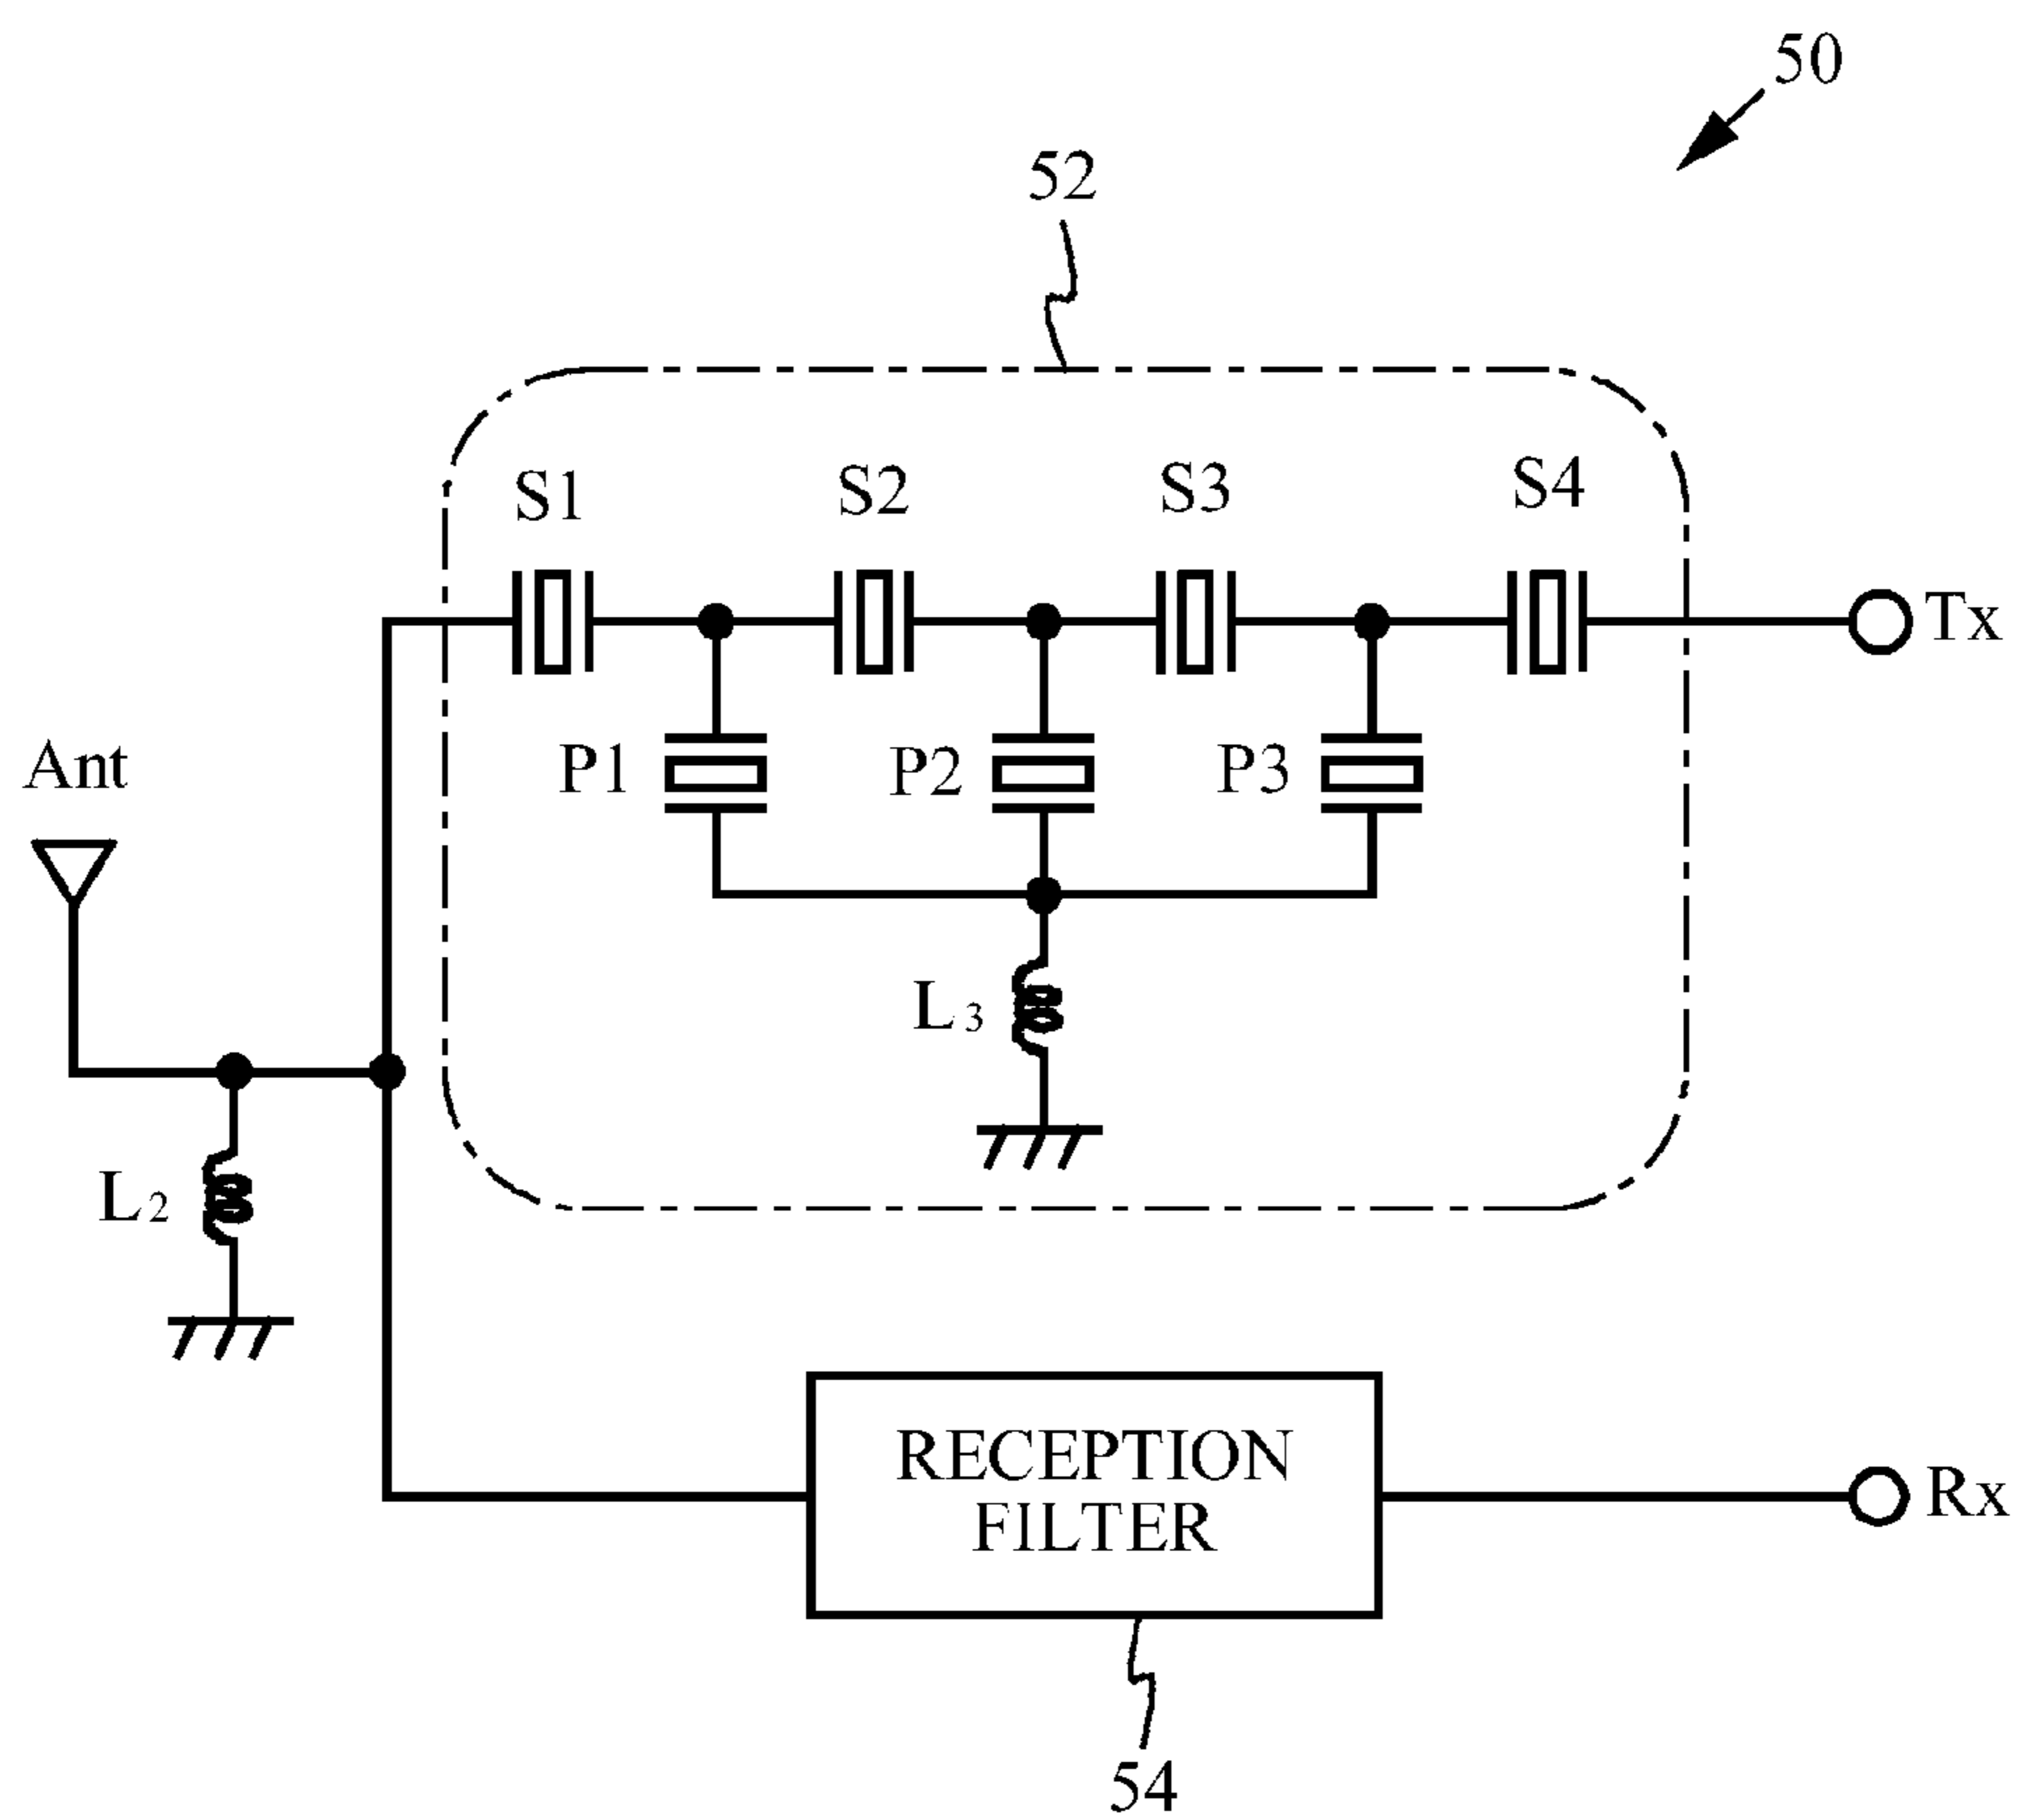 50
52
S1
S2
S3
S4
Tx
Ant
P1
P2
P3
L3
L2
RECEPTION
FILTER
Rx
54